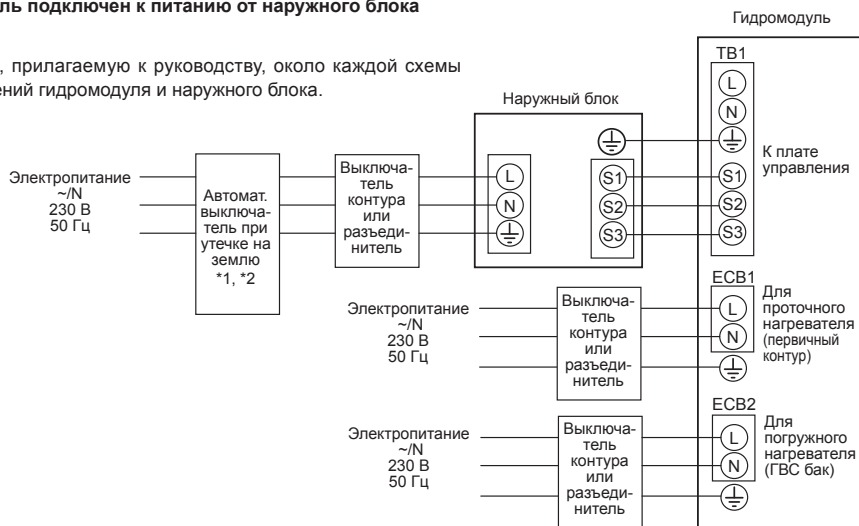 ль подключен к питанию от наружного блока
, прилагаемую к руководству, около каждой схемы
ений гидромодуля и наружного блока.
Гидромодуль
TB1
L
N
К плате
управления
S1
S2
S3
Наружный блок
L
N
S1
S2
S3
Электропитание
~/N
230 В
50 Гц
Автомат.
выключа-
тель при
утечке на
землю
*1, *2
Выключа-
тель
контура
или
разъеди-
нитель
ECB1
L
N
Для
проточного
нагревателя
(первичный
контур)
Электропитание
~/N
230 В
50 Гц
Выключа-
тель
контура
или
разъеди-
нитель
ECB2
L
N
Для
погружного
нагревателя
(ГВС бак)
Электропитание
~/N
230 В
50 Гц
Выключа-
тель
контура
или
разъеди-
нитель